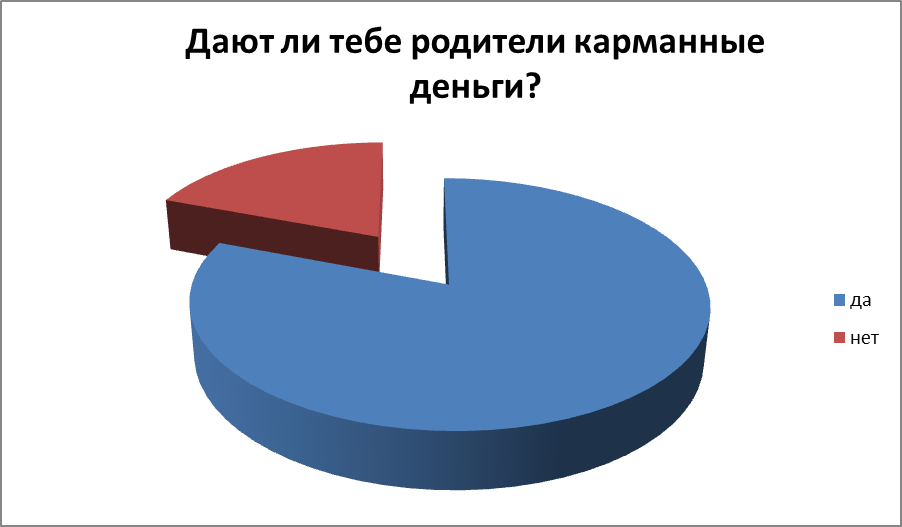 Дают ли тебе родители карманные
деньги?
да
нет